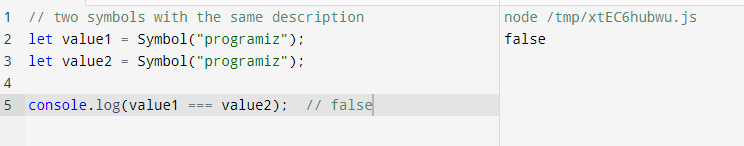 1 // two symbols with the same description
2 let value1 = Symbol("programiz");
3 let value2 = Symbol("programiz");
4
5 console.log(value1 === value2);  // false
node /tmp/xtEC6hubwu.js
false